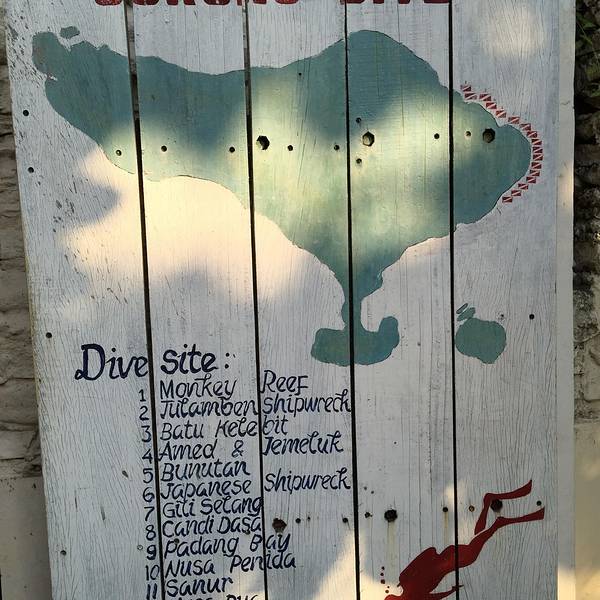 Dive site:
1 Monkey Reef
2 Tulamben Shipwreck
3 Batu Kelebit
4 Amed & Jemeluk
5 Bunutan
6 Japanese Shipwreck
7 Gili Selang
8 Candi Dasa
9 Padang Bay
10 Nusa Penida
11 Sanur